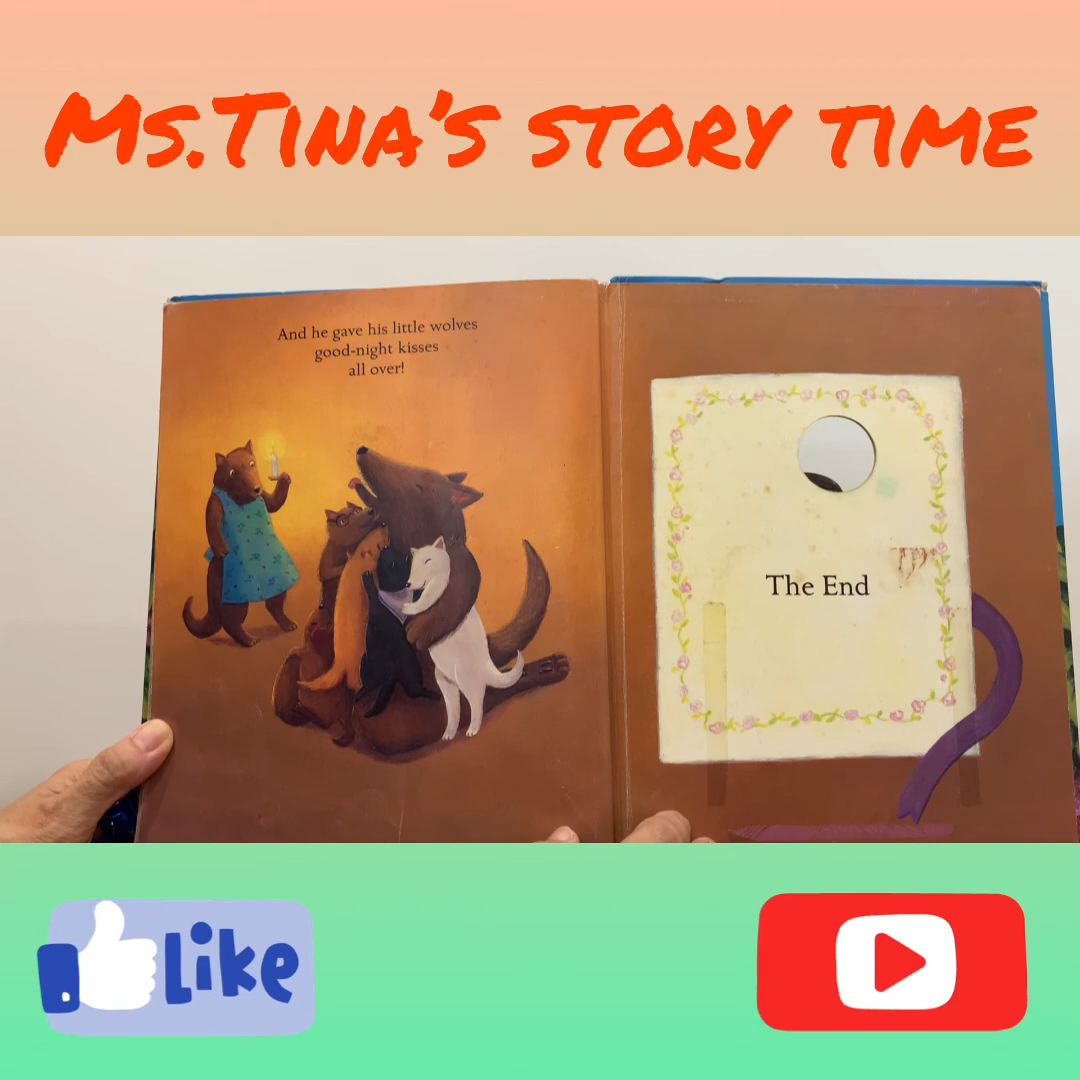 Ms.Tina's story time
And he gave his little wolves
good-night kisses
all over!
The End
Like